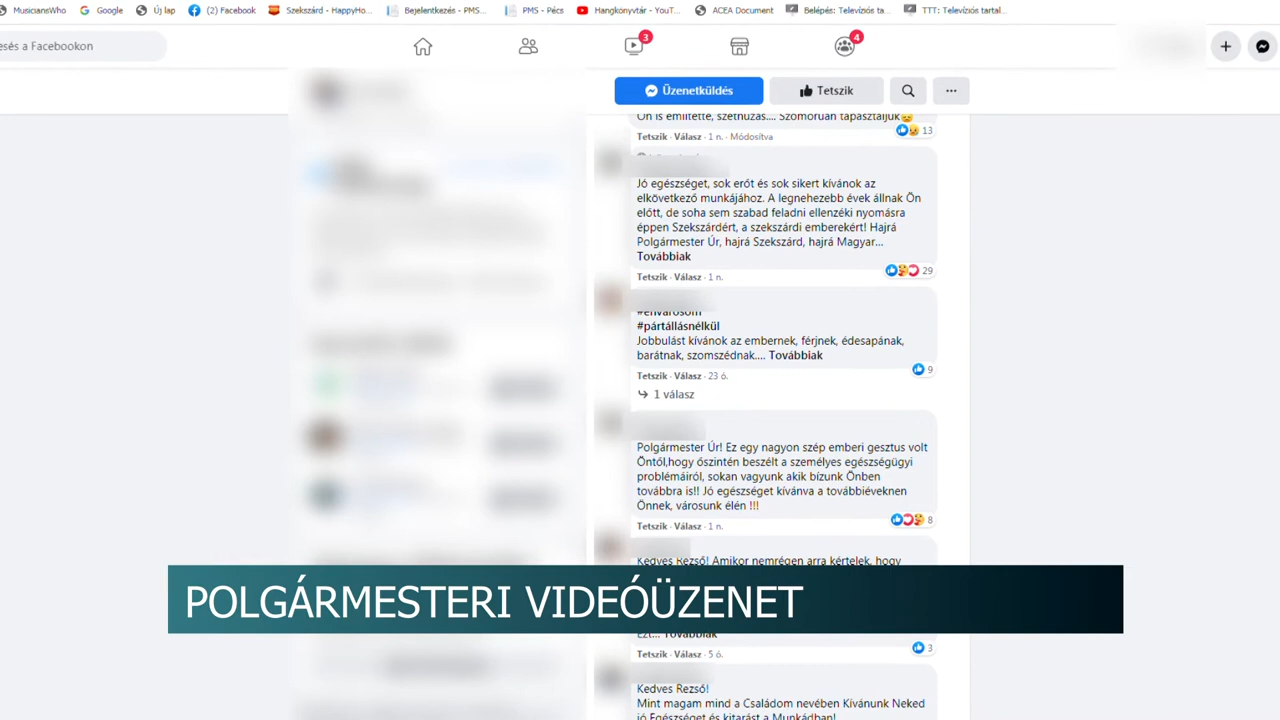 MusiciansWho
Google
Új lap
(2) Facebook
Szekszárd - HappyHo...
Bejelentkezés - PMS...
PMS - Pécs
Hangkönyvtár - YouT...
ACEA Document
Belépés: Televíziós ta...
TTT: Televíziós tartal...
esés a Facebookon
3
4
Üzenetküldés
Tetszik
Ön is említette, széthúzás.... Szomorúan tapasztaljuk
13
Tetszik · Válasz · 1 n. · Módosítva
Jó egészséget, sok erőt és sok sikert kívánok az
elkövetkező munkájához. A legnehezebb évek állnak Ön
előtt, de soha sem szabad feladni ellenzéki nyomásra
éppen Szekszárdért, a szekszárdi emberekért! Hajrá
Polgármester Úr, hajrá Szekszárd, hajrá Magyar...
Továbbiak
29
Tetszik · Válasz · 1 n.
#énvárosom
#pártállásnélkül
Jobbulást kívánok az embernek, férjnek, édesapának,
barátnak, szomszédnak.... Továbbiak
9
Tetszik · Válasz · 23 ó.
1 válasz
Polgármester Úr! Ez egy nagyon szép emberi gesztus volt
Öntől,hogy őszintén beszélt a személyes egészségügyi
problémáiról, sokan vagyunk akik bízunk Önben
továbbra is!! Jó egészséget kívánva a továbbiéveknen
Önnek, városunk élén !!!
8
Tetszik · Válasz · 1 n.
Kedves Rezső! Amikor nemrégen arra kértelek, hogy
POLGÁRMESTERI VIDEÓÜZENET
Ezt... Továbbiak
3
Tetszik · Válasz · 5 ó.
Kedves Rezső!
Mint magam mind a Családom nevében Kívánunk Neked
jó Egészséget és kitarást a Munkádban!